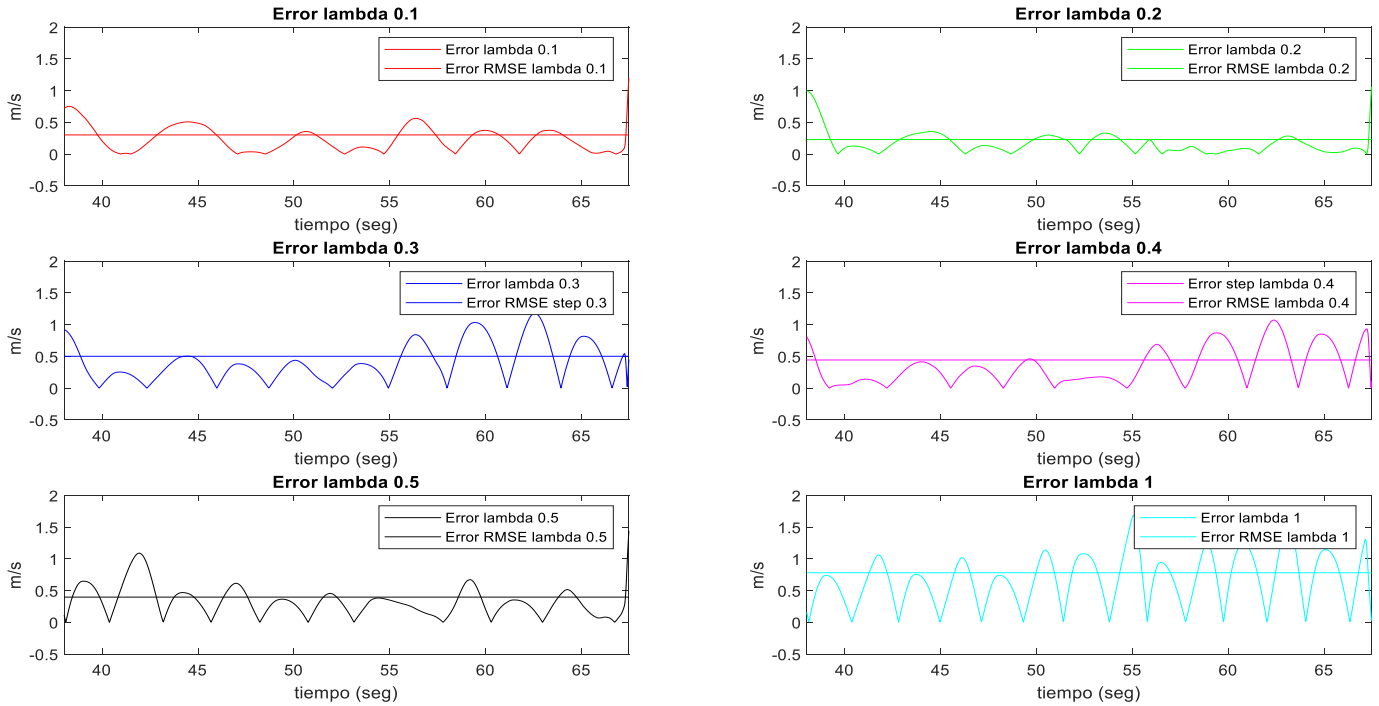 Error lambda 0.1
Error lambda 0.1
Error RMSE lambda 0.1
2
1.5
1
0.5
0
-0.5
m/s
40 45 50 55 60 65
tiempo (seg)
Error lambda 0.2
Error lambda 0.2
Error RMSE lambda 0.2
2
1.5
1
0.5
0
-0.5
m/s
40 45 50 55 60 65
tiempo (seg)
Error lambda 0.3
Error lambda 0.3
Error RMSE step 0.3
2
1.5
1
0.5
0
-0.5
m/s
40 45 50 55 60 65
tiempo (seg)
Error lambda 0.4
Error step lambda 0.4
Error RMSE lambda 0.4
2
1.5
1
0.5
0
-0.5
m/s
40 45 50 55 60 65
tiempo (seg)
Error lambda 0.5
Error lambda 0.5
Error RMSE lambda 0.5
2
1.5
1
0.5
0
-0.5
m/s
40 45 50 55 60 65
tiempo (seg)
Error lambda 1
Error lambda 1
Error RMSE lambda 1
2
1.5
1
0.5
0
-0.5
m/s
40 45 50 55 60 65
tiempo (seg)